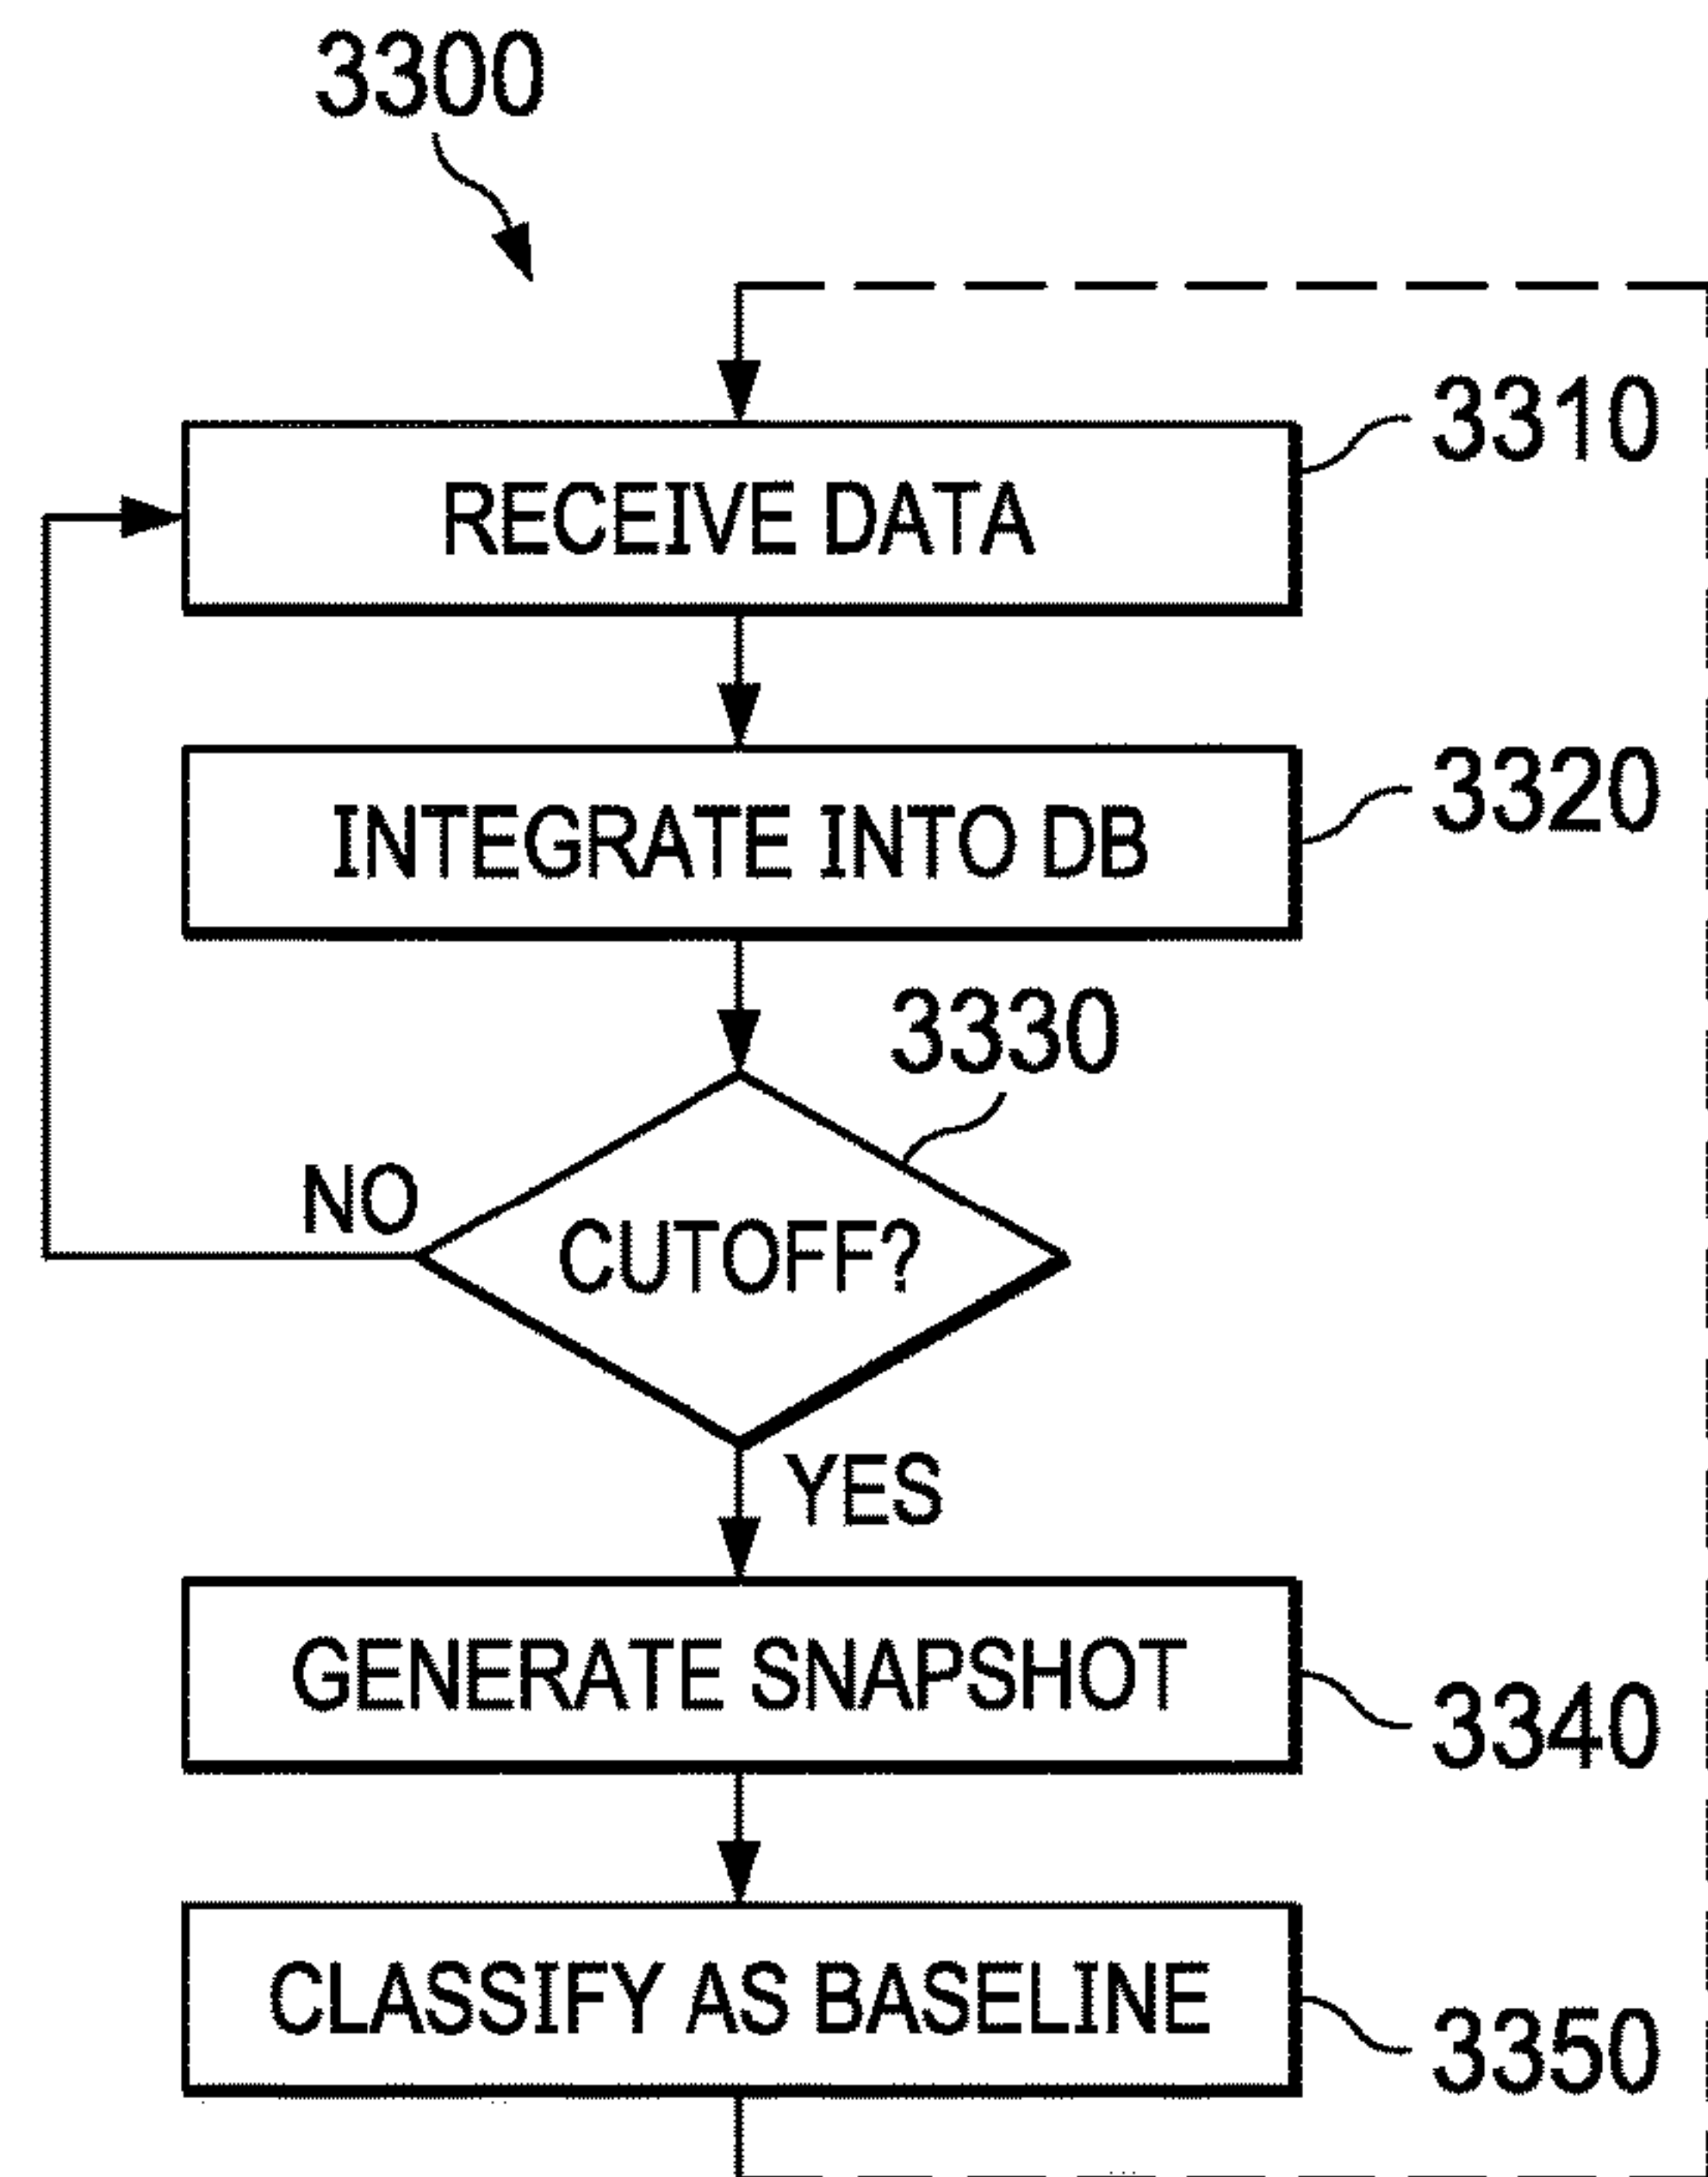 3300
3310
RECEIVE DATA
3320
INTEGRATE INTO DB
3330
NO
CUTOFF?
YES
GENERATE SNAPSHOT
3340
CLASSIFY AS BASELINE
3350